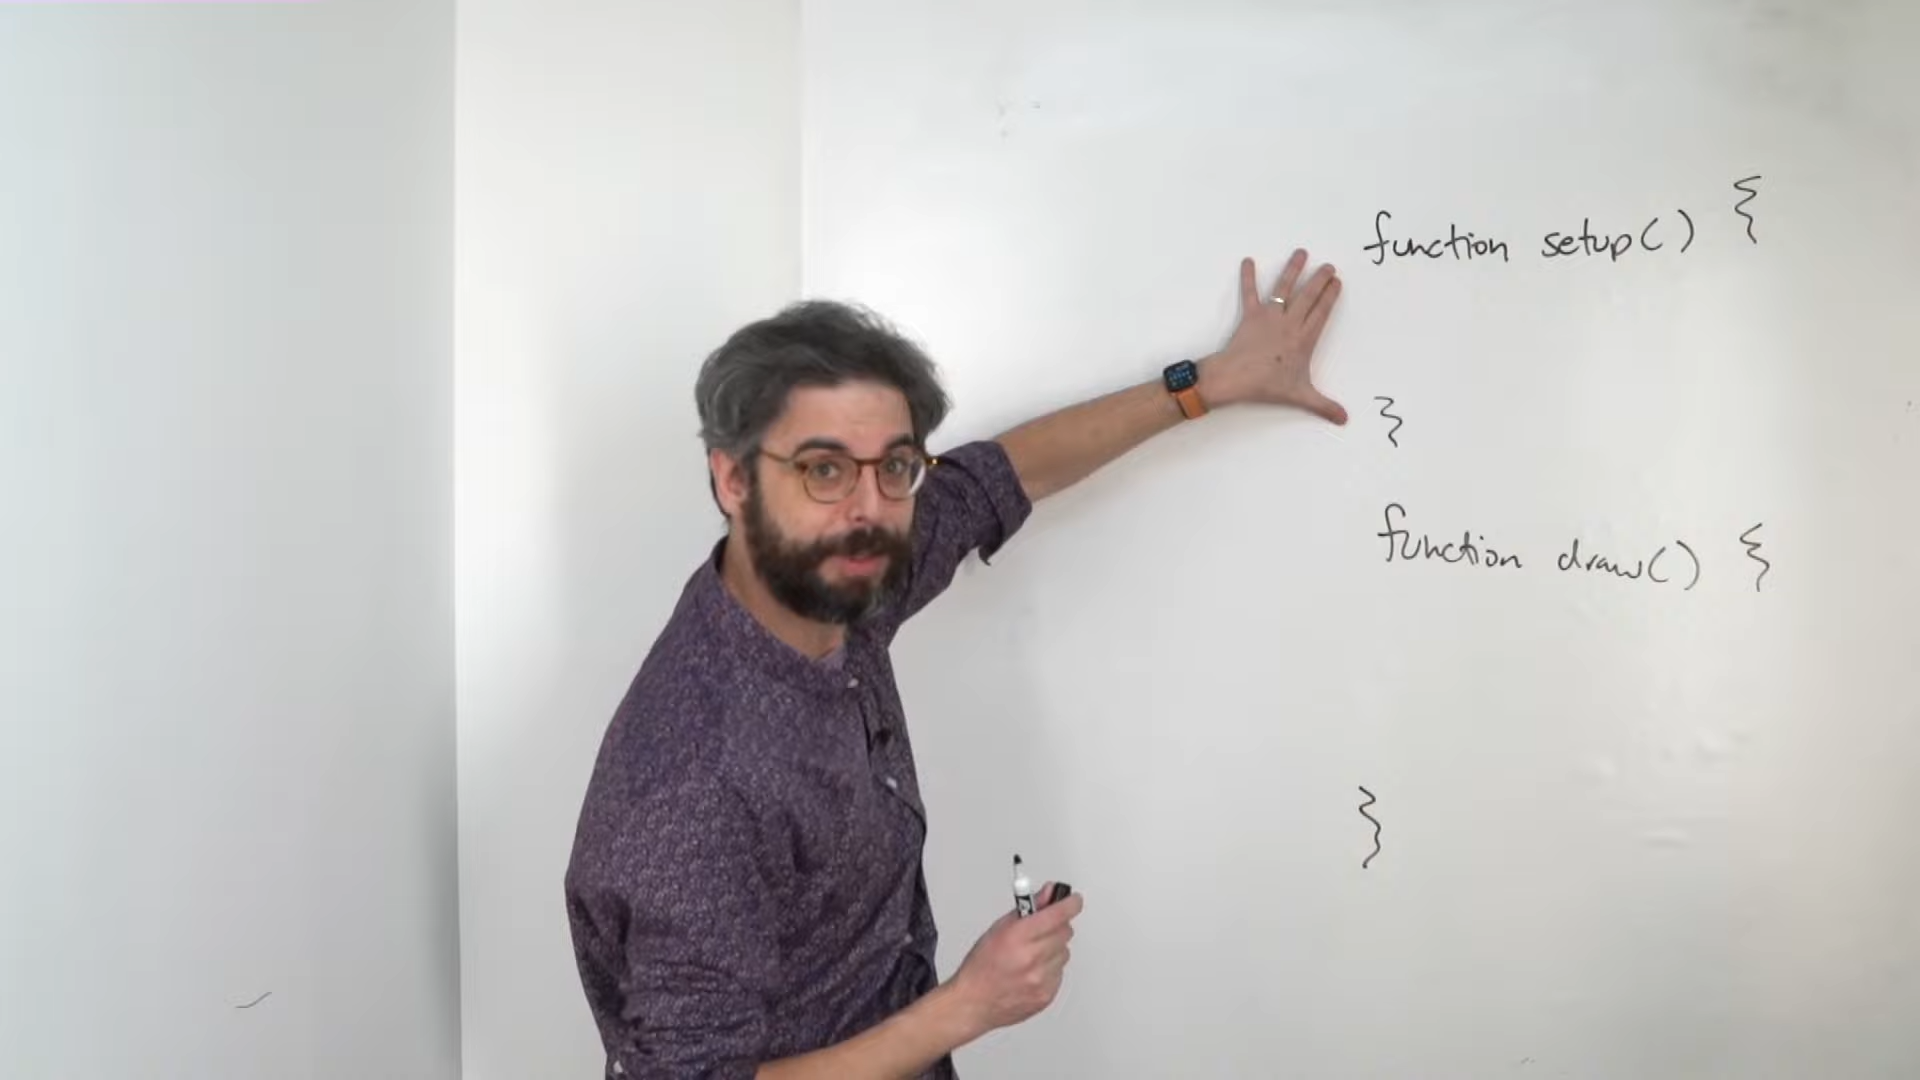 function setup() {
}
function draw() {
}